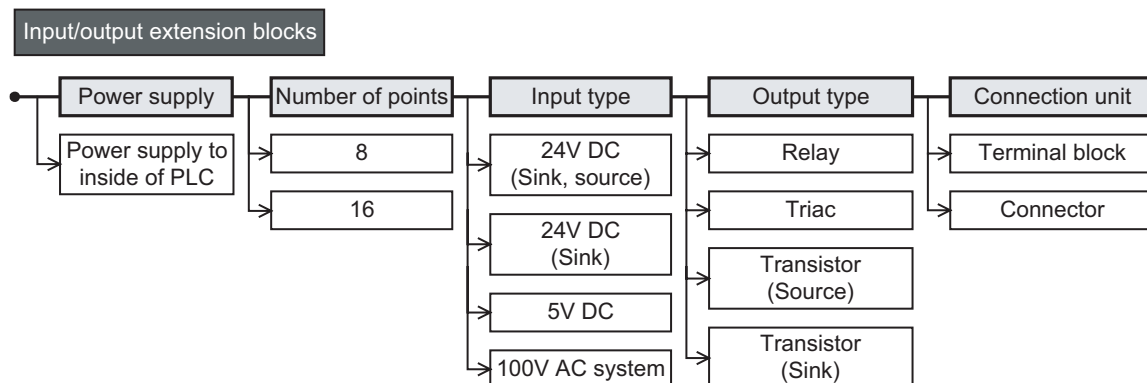 Input/output extension blocks
Power supply
Number of points
Input type
Output type
Connection unit
Power supply to
inside of PLC
8
16
24V DC
(Sink, source)
24V DC
(Sink)
5V DC
100V AC system
Relay
Triac
Transistor
(Source)
Transistor
(Sink)
Terminal block
Connector